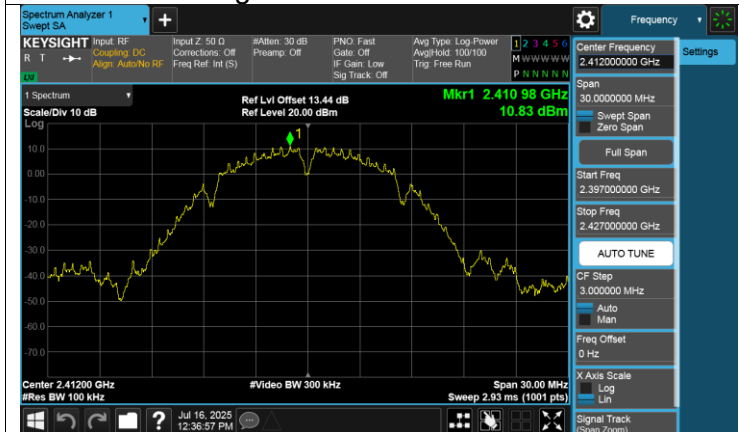 Spectrum Analyzer 1
Swept SA
Frequency
KEYSIGHT
R T
LU
Input: RF
Coupling: DC
Align: Auto/No RF
Input Z: 50 Ω
Corrections: Off
Freq Ref: Int (S)
#Atten: 30 dB
Preamp: Off
PNO: Fast
Gate: Off
IF Gain: Low
Sig Track: Off
Avg Type: Log-Power
Avg|Hold: 100/100
Trig: Free Run
1 2 3 4 5 6
M W W W W W
P N N N N N
1 Spectrum
Scale/Div 10 dB
Log
Ref Lvl Offset 13.44 dB
Ref Level 20.00 dBm
Mkr1 2.410 98 GHz
10.83 dBm
1
10.0
0.00
-10.0
-20.0
-30.0
-40.0
-50.0
-60.0
-70.0
Center 2.41200 GHz
#Res BW 100 kHz
#Video BW 300 kHz
Span 30.00 MHz
Sweep 2.93 ms (1001 pts)
Center Frequency
2.412000000 GHz
Settings
Span
30.0000000 MHz
Swept Span
Zero Span
Full Span
Start Freq
2.397000000 GHz
Stop Freq
2.427000000 GHz
AUTO TUNE
CF Step
3.000000 MHz
Auto
Man
Freq Offset
0 Hz
X Axis Scale
Log
Lin
Signal Track
(Span Zoom)
?
Jul 16, 2025
12:36:57 PM